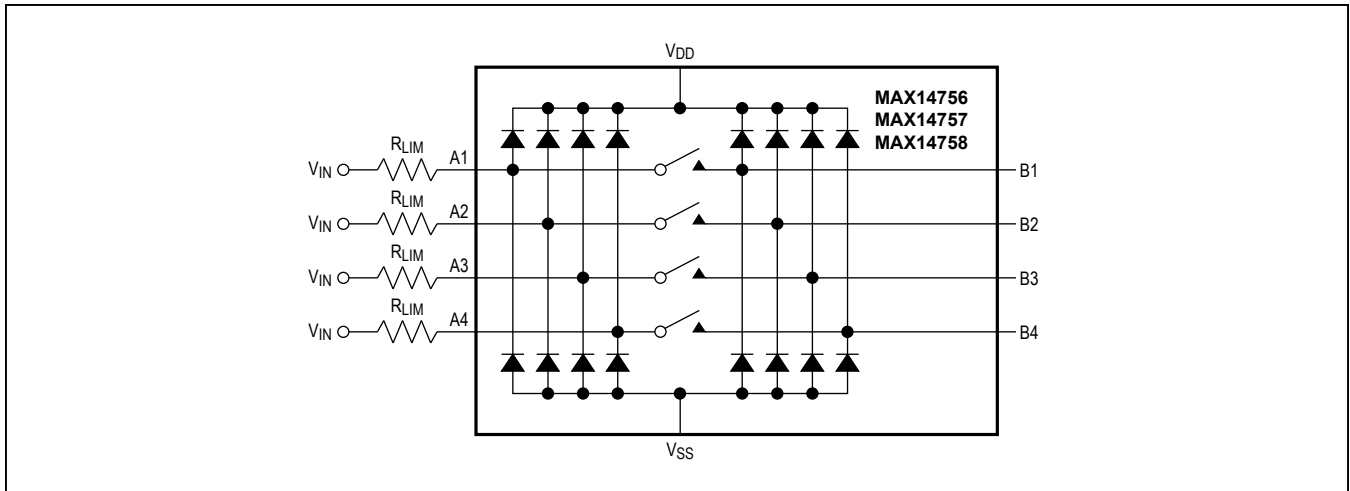 VDD
MAX14756
MAX14757
MAX14758
RLIM
VIN
A1
B1
RLIM
VIN
A2
B2
RLIM
VIN
A3
B3
RLIM
VIN
A4
B4
VSS